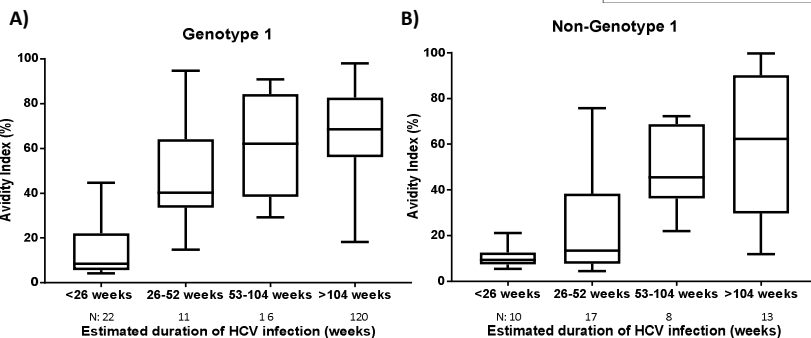 A)
Genotype 1
Avidity Index (%)
100
80
60
40
20
0
<26 weeks 26-52 weeks 53-104 weeks >104 weeks
N: 22 11 1 6 120
Estimated duration of HCV infection (weeks)
B)
Non-Genotype 1
Avidity Index (%)
100
80
60
40
20
0
<26 weeks 26-52 weeks 53-104 weeks >104 weeks
N: 10 17 8 13
Estimated duration of HCV infection (weeks)